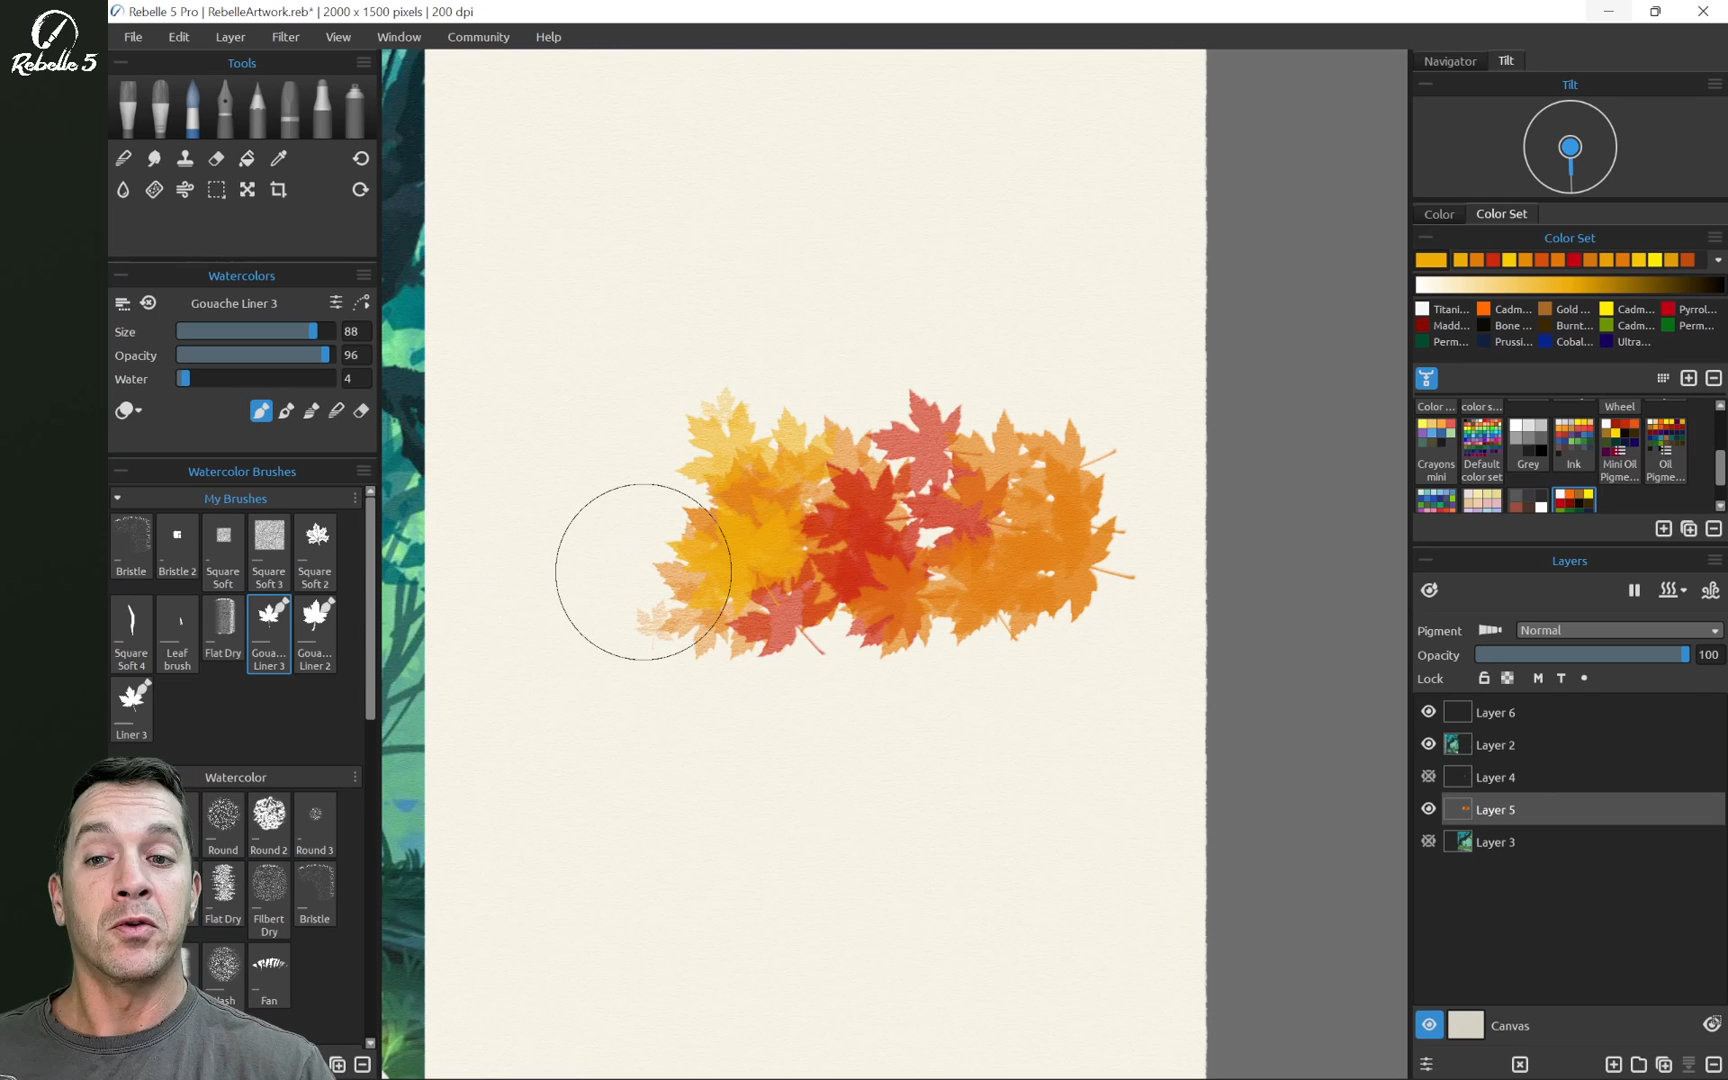 Rebelle 5 Pro | RebelleArtwork.reb* | 2000 x 1500 pixels | 200 dpi
Rebelle 5
File Edit Layer Filter View Window Community Help
Tools
Watercolors
Gouache Liner 3
Size 88
Opacity 96
Water 4
Watercolor Brushes
My Brushes
Bristle Bristle 2 Square Soft Square Soft 3 Square Soft 2
Square Soft 4 Leaf brush Flat Dry Goua... Liner 3 Goua... Liner 2
Liner 3
Watercolor
Round Round 2 Round 3
Flat Dry Filbert Dry Bristle
Fan
Navigator Tilt
Tilt
Color Color Set
Color Set
Titani... Cadm... Gold ... Cadm... Pyrrol...
Madd... Bone ... Burnt... Cadm... Perm...
Perm... Prussi... Cobal... Ultra...
Color ... color s... Wheel
Crayons mini Default color set Grey Ink Mini Oil Pigme... Oil Pigme...
Layers
Pigment Normal
Opacity 100
Lock M T
Layer 6
Layer 2
Layer 4
Layer 5
Layer 3
Canvas